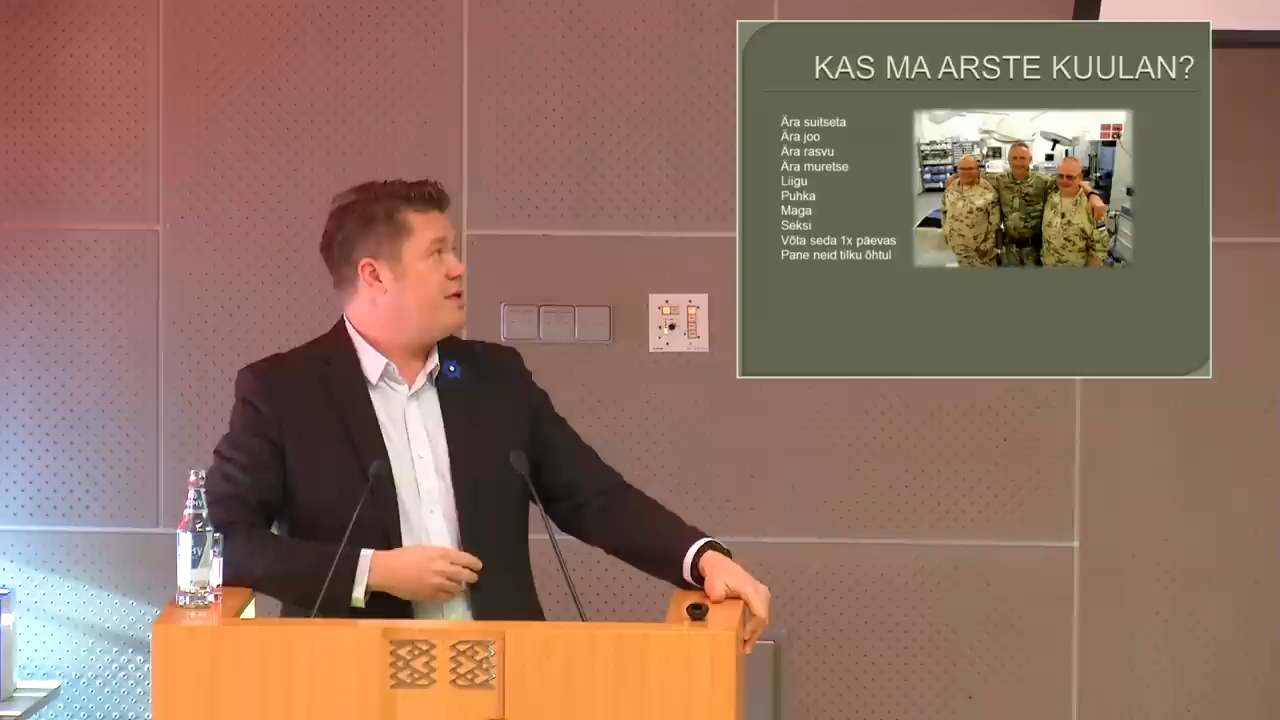 KAS MA ARSTE KUULAN?
Ära suitseta
Ära joo
Ära rasvu
Ära muretse
Liigu
Puhka
Maga
Seksi
Võta seda 1x päevas
Pane neid tilku õhtul